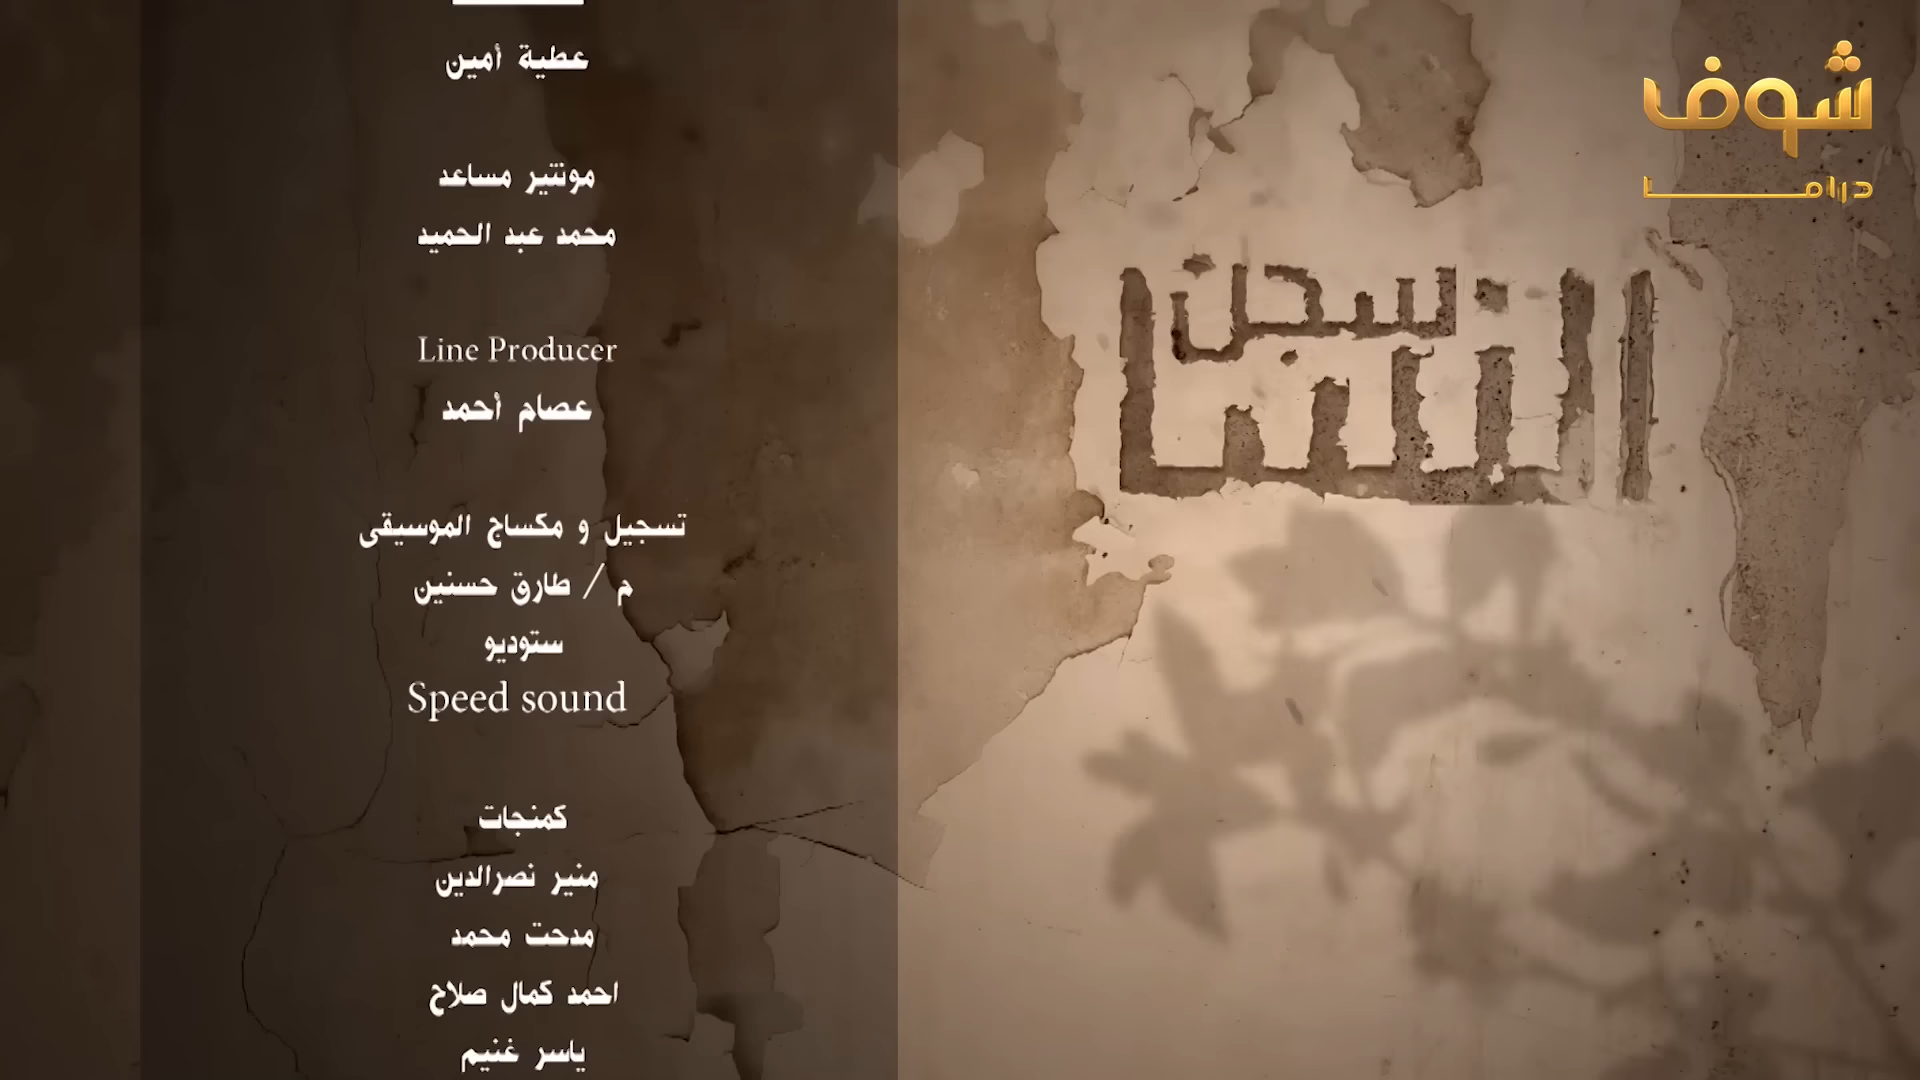 عطية أمين
مونتير مساعد
محمد عبد الحميد
Line Producer
عصام أحمد
تسجيل و مكساج الموسيقى
م / طارق حسنين
ستوديو
Speed sound
كمنجات
منير نصرالدين
مدحت محمد
احمد كمال صلاح
ياسر غنيم
سجن
النسا
شوف
دراما